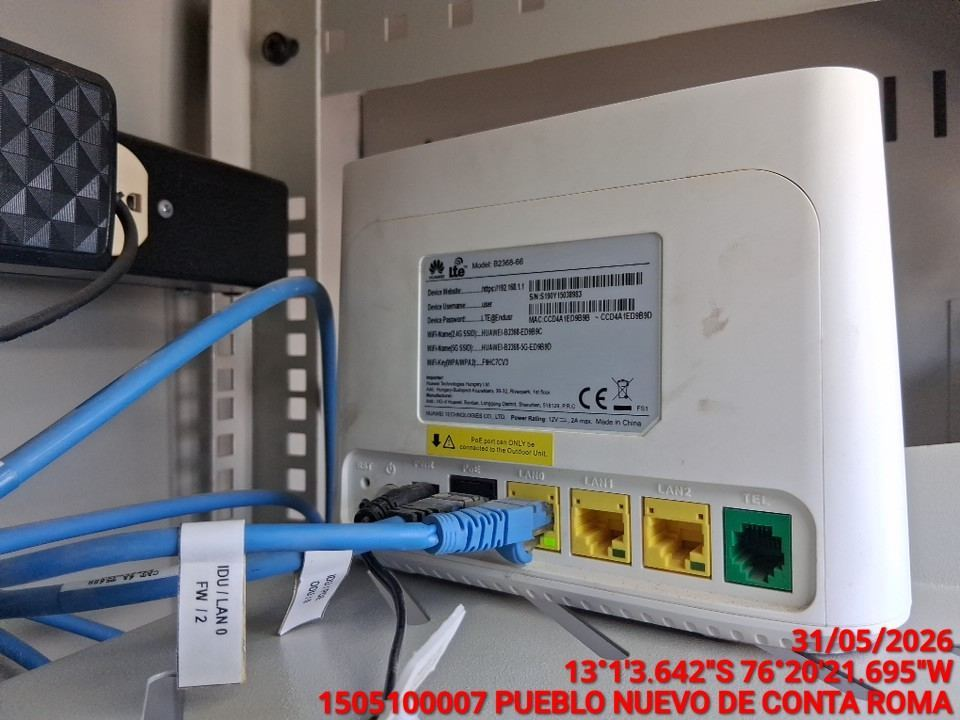 HUAWEI LTE Model: B2368-66
Device Website:..........https://192.168.1.1
S/N:S190Y15038983
Device Username:..........user
MAC:CCD4A1ED9B9B ~ CCD4A1ED9B9D
Device Password:..........LTE@Endusr
WiFi-Name(2.4G SSID):....HUAWEI-B2368-ED9B9C
WiFi-Name(5G SSID):....HUAWEI-B2368-5G-ED9B9D
WiFi-Key(WPA/WPA2):....F9HC7CV3
Importer:
Huawei Technologies Hungary Ltd.
Manufacturer:
HUAWEI TECHNOLOGIES CO., LTD. Power Rating: 12V ⎓, 2A max. Made in China
CE
FS1
PoE port can ONLY be
connected to the Outdoor Unit.
RST
PoE
LAN0
LAN1
LAN2
TEL
IDU / LAN 0
FW / 2
31/05/2026
13°1'3.642"S 76°20'21.695"W
1505100007 PUEBLO NUEVO DE CONTA ROMA